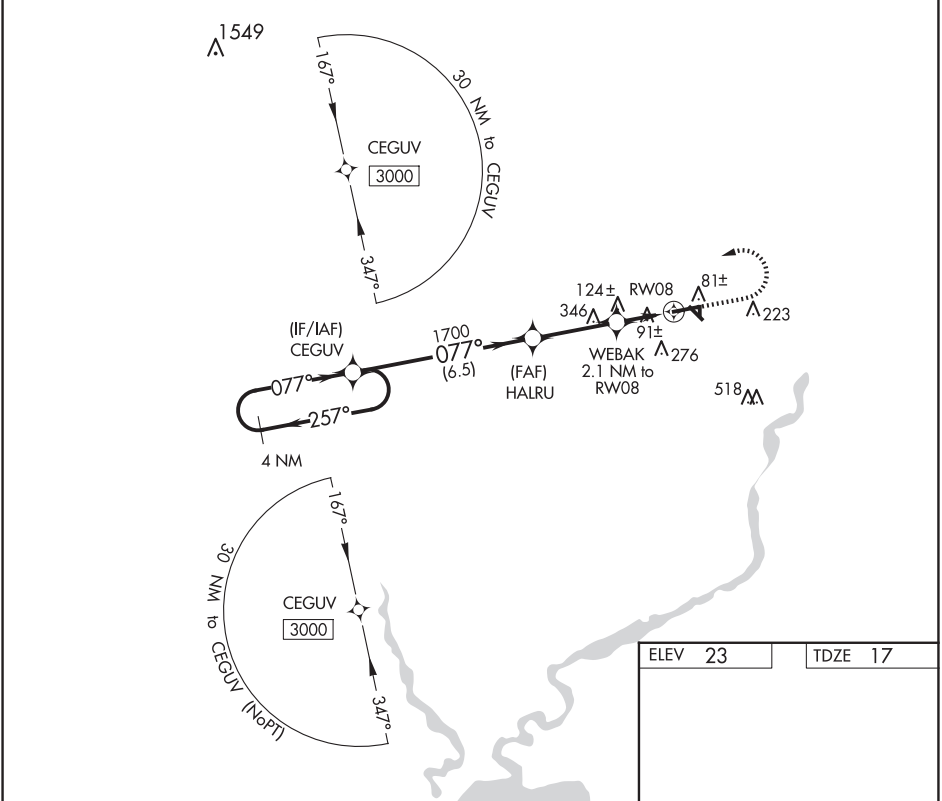 1549
167°
30 NM to CEGUV
CEGUV
3000
347°
124±
RW08
81±
346
91±
223
(IF/IAF)
CEGUV
1700
077°
(6.5)
077°
(FAF)
HALRU
WEBAK
2.1 NM to
RW08
276
518
257°
4 NM
167°
30 NM to CEGUV (NoPT)
CEGUV
3000
347°
ELEV 23
TDZE 17